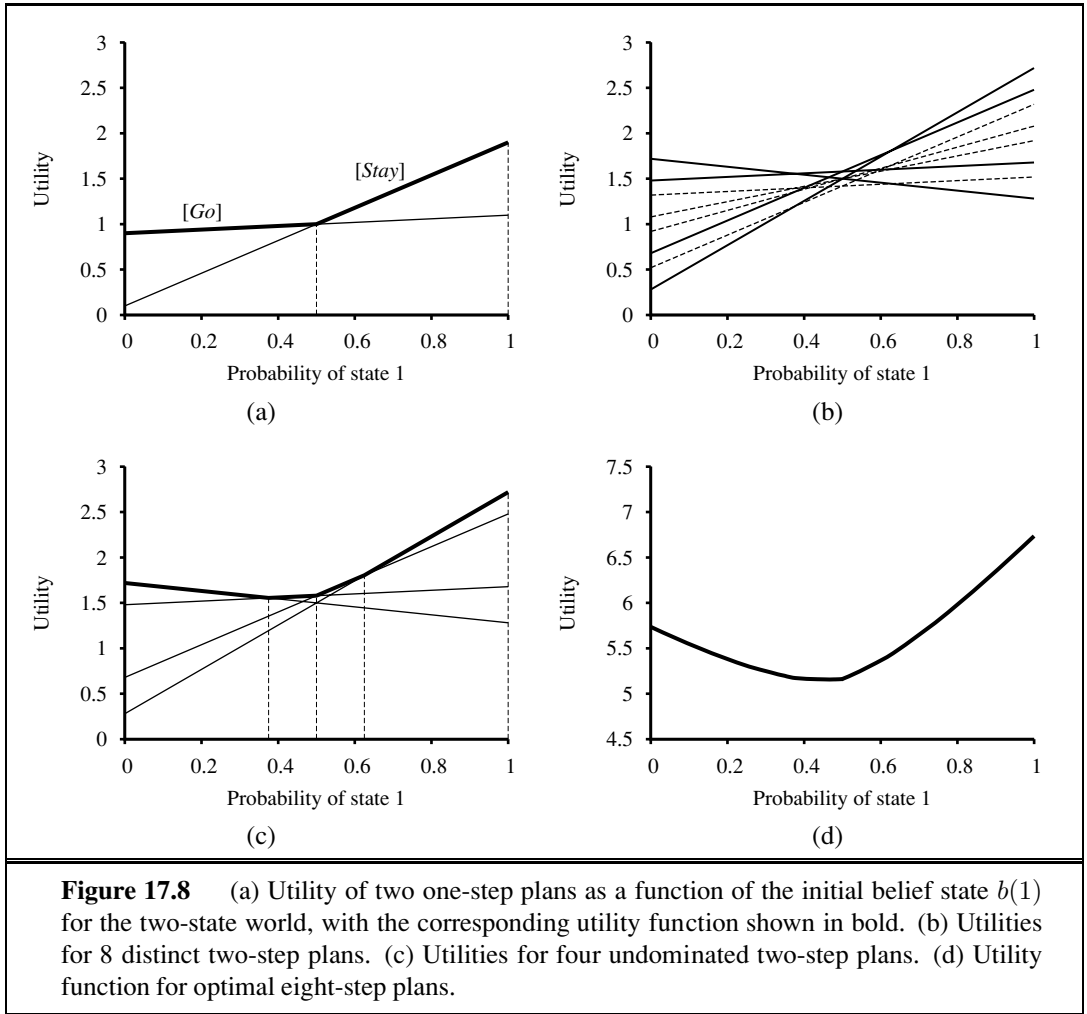 3
2.5
2
1.5
1
0.5
0
Utility
[Go]
[Stay]
0 0.2 0.4 0.6 0.8 1
Probability of state 1
(a)
3
2.5
2
1.5
1
0.5
0
Utility
0 0.2 0.4 0.6 0.8 1
Probability of state 1
(b)
3
2.5
2
1.5
1
0.5
0
Utility
0 0.2 0.4 0.6 0.8 1
Probability of state 1
(c)
7.5
7
6.5
6
5.5
5
4.5
Utility
0 0.2 0.4 0.6 0.8 1
Probability of state 1
(d)
Figure 17.8 (a) Utility of two one-step plans as a function of the initial belief state b(1)
for the two-state world, with the corresponding utility function shown in bold. (b) Utilities
for 8 distinct two-step plans. (c) Utilities for four undominated two-step plans. (d) Utility
function for optimal eight-step plans.